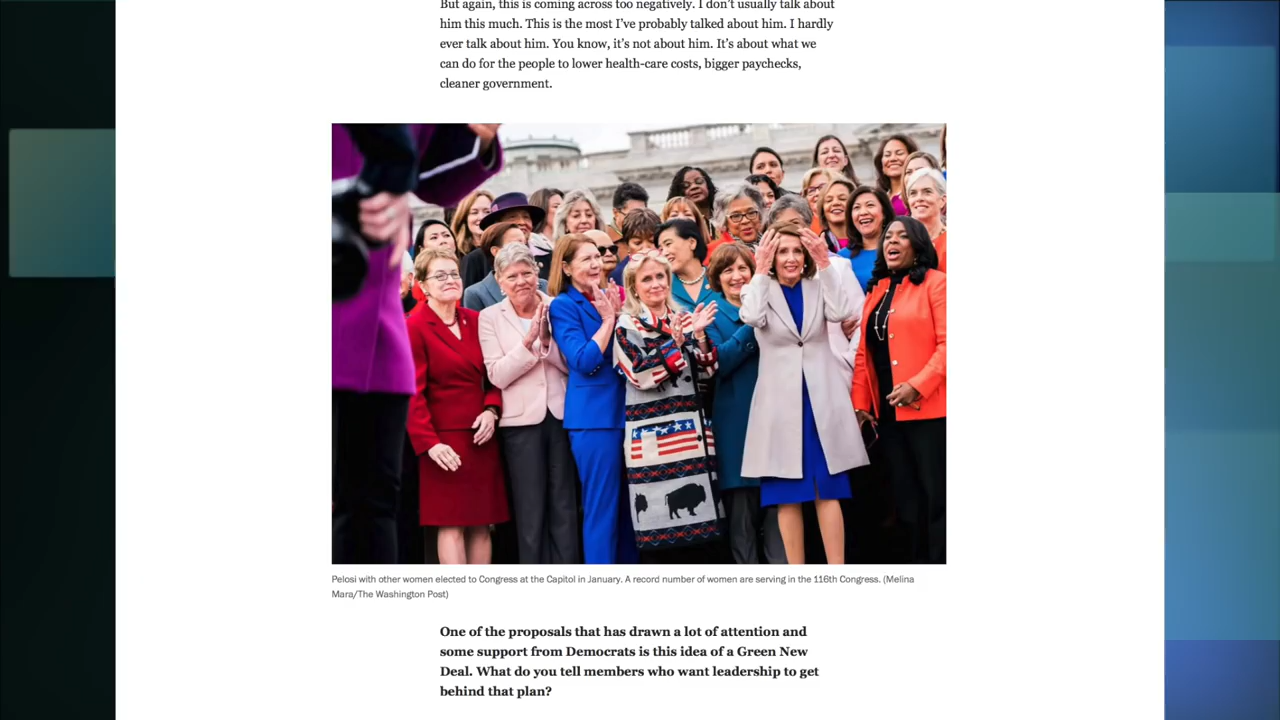 But again, this is coming across too negatively. I don't usually talk about
him this much. This is the most I've probably talked about him. I hardly
ever talk about him. You know, it's not about him. It's about what we
can do for the people to lower health-care costs, bigger paychecks,
cleaner government.
Pelosi with other women elected to Congress at the Capitol in January. A record number of women are serving in the 116th Congress. (Melina
Mara/The Washington Post)
One of the proposals that has drawn a lot of attention and
some support from Democrats is this idea of a Green New
Deal. What do you tell members who want leadership to get
behind that plan?